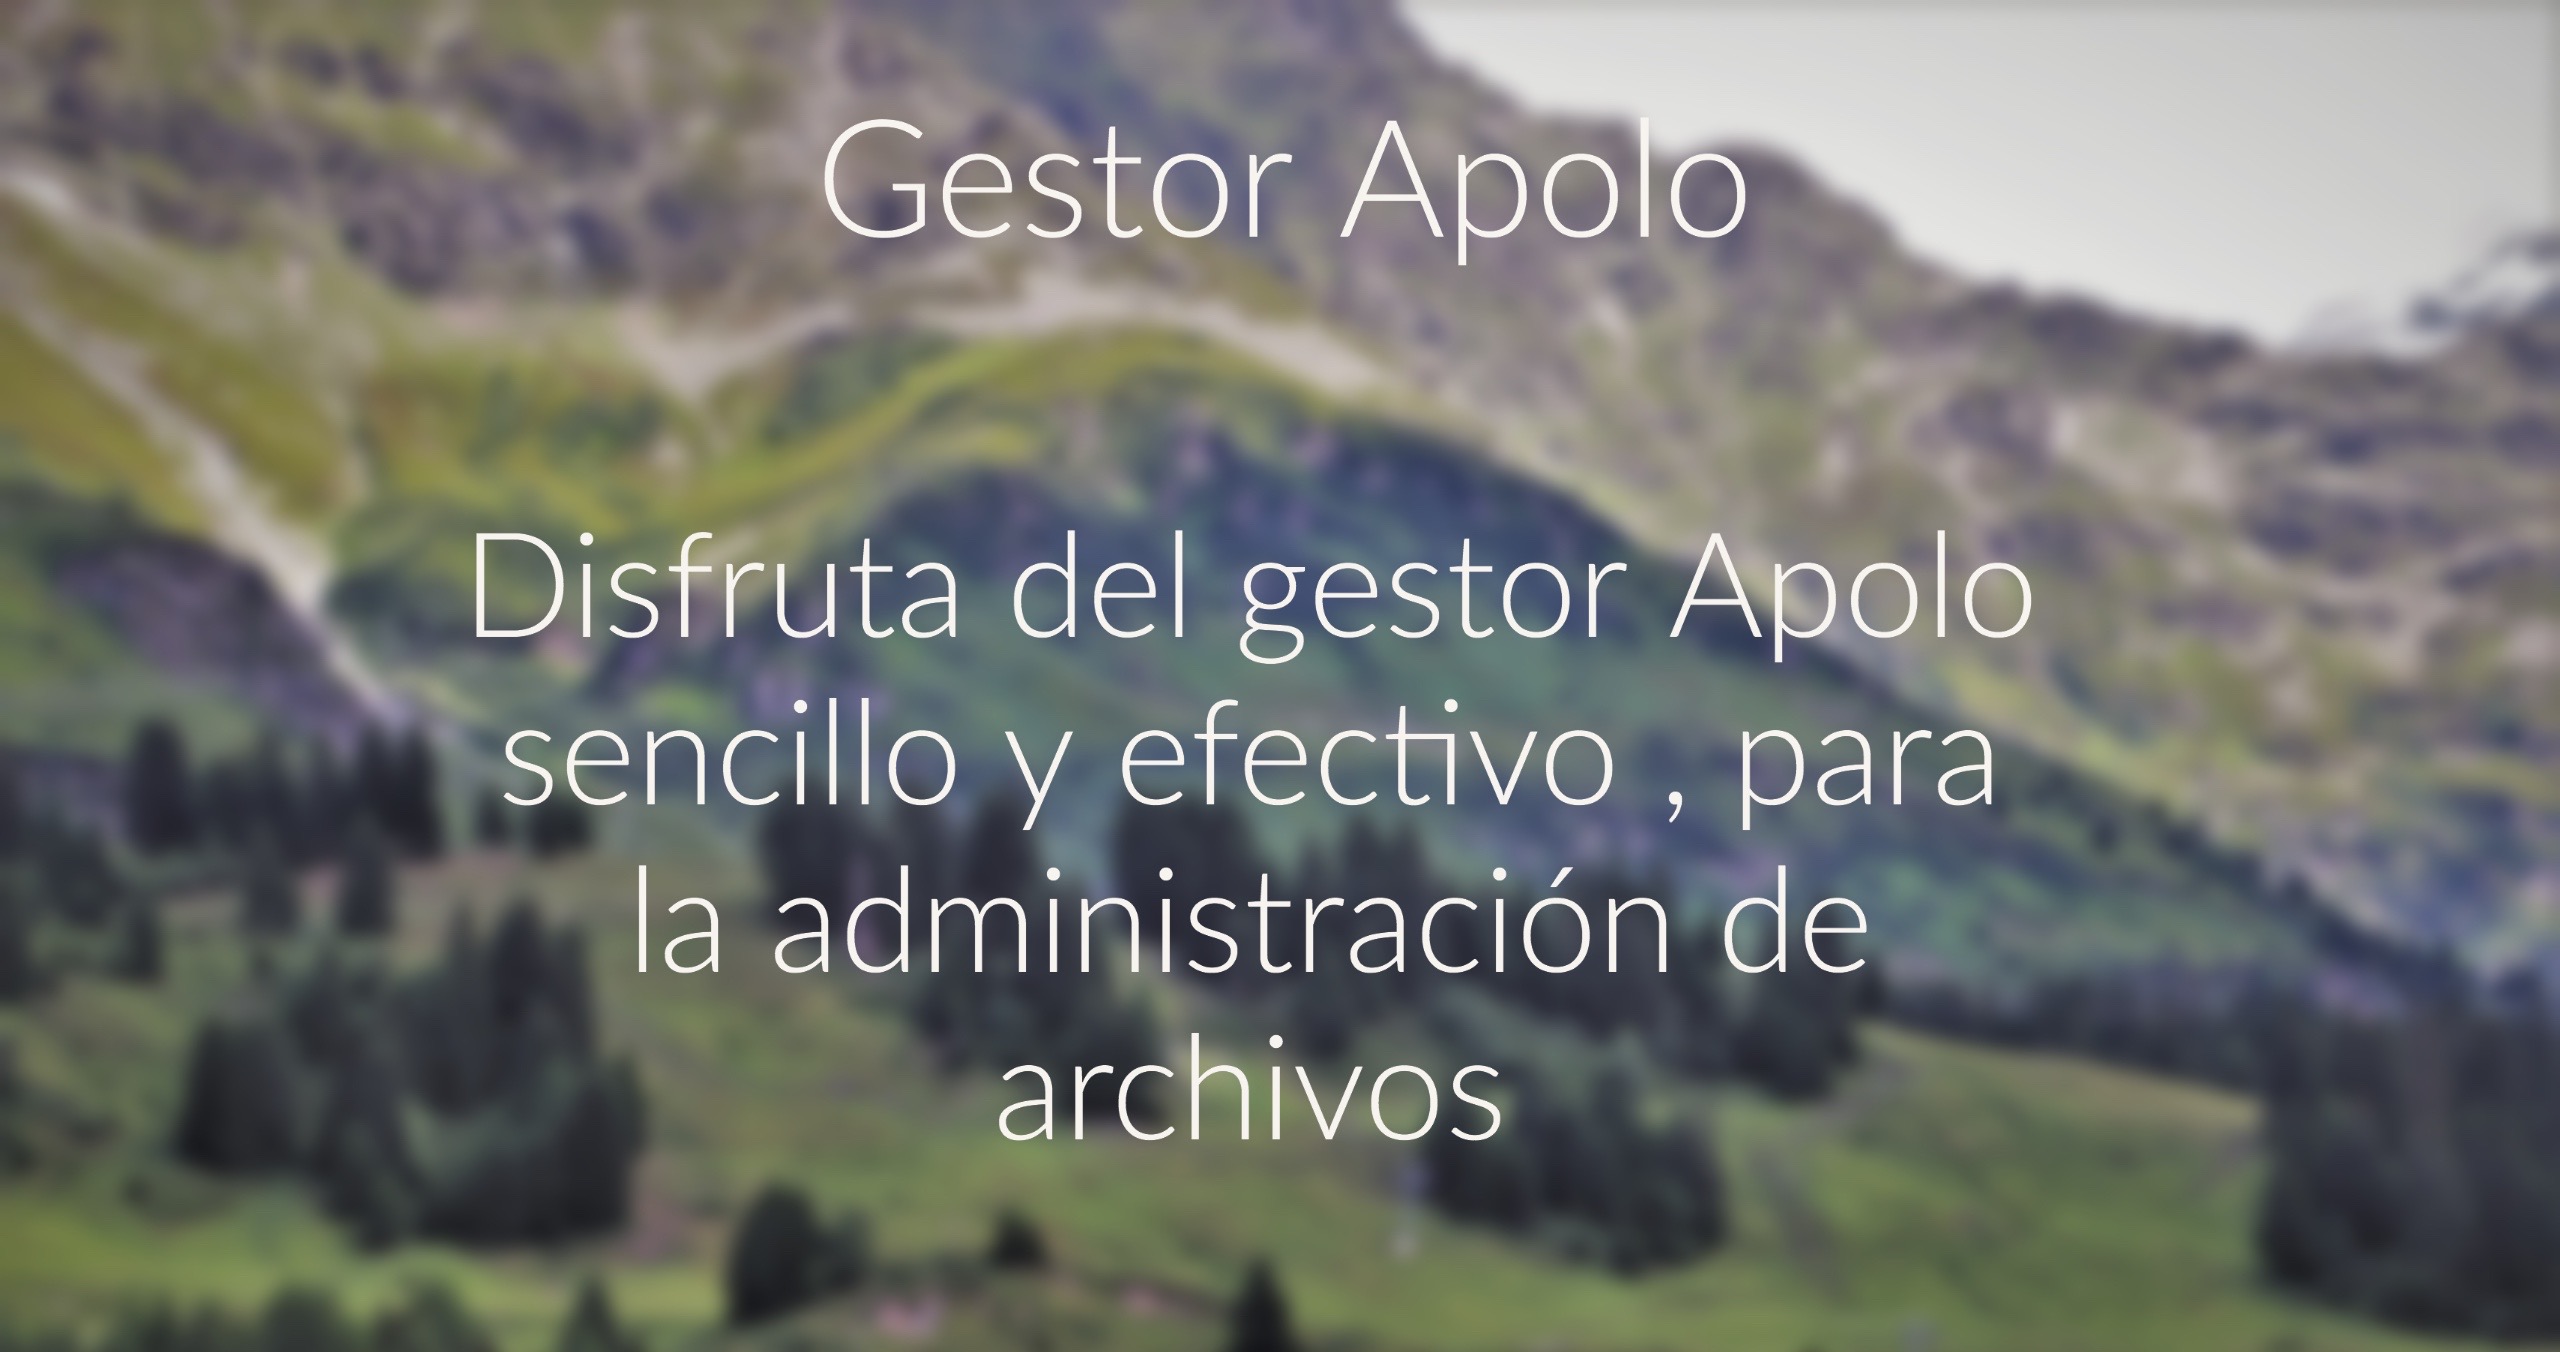 Gestor Apolo
Disfruta del gestor Apolo
sencillo y efectivo , para
la administración de
archivos